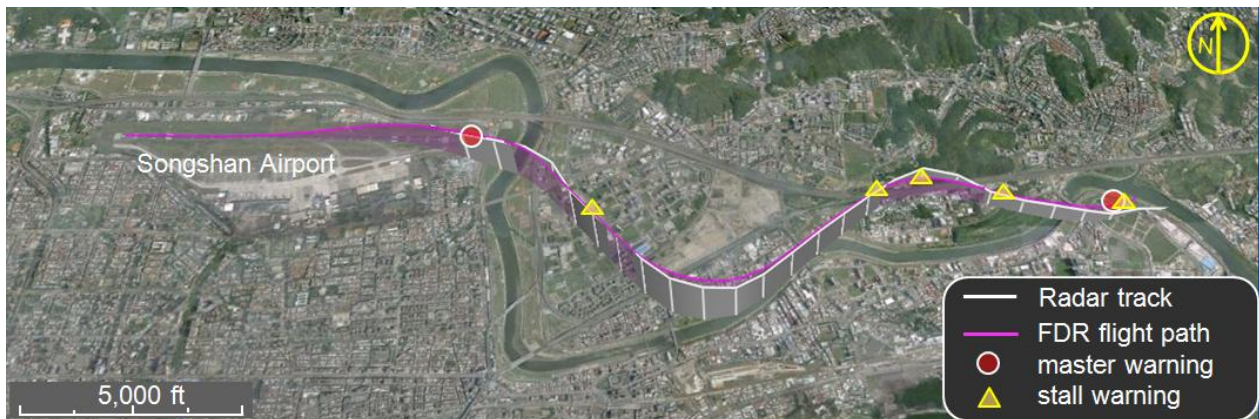 N
Songshan Airport
5,000 ft
Radar track
FDR flight path
master warning
stall warning